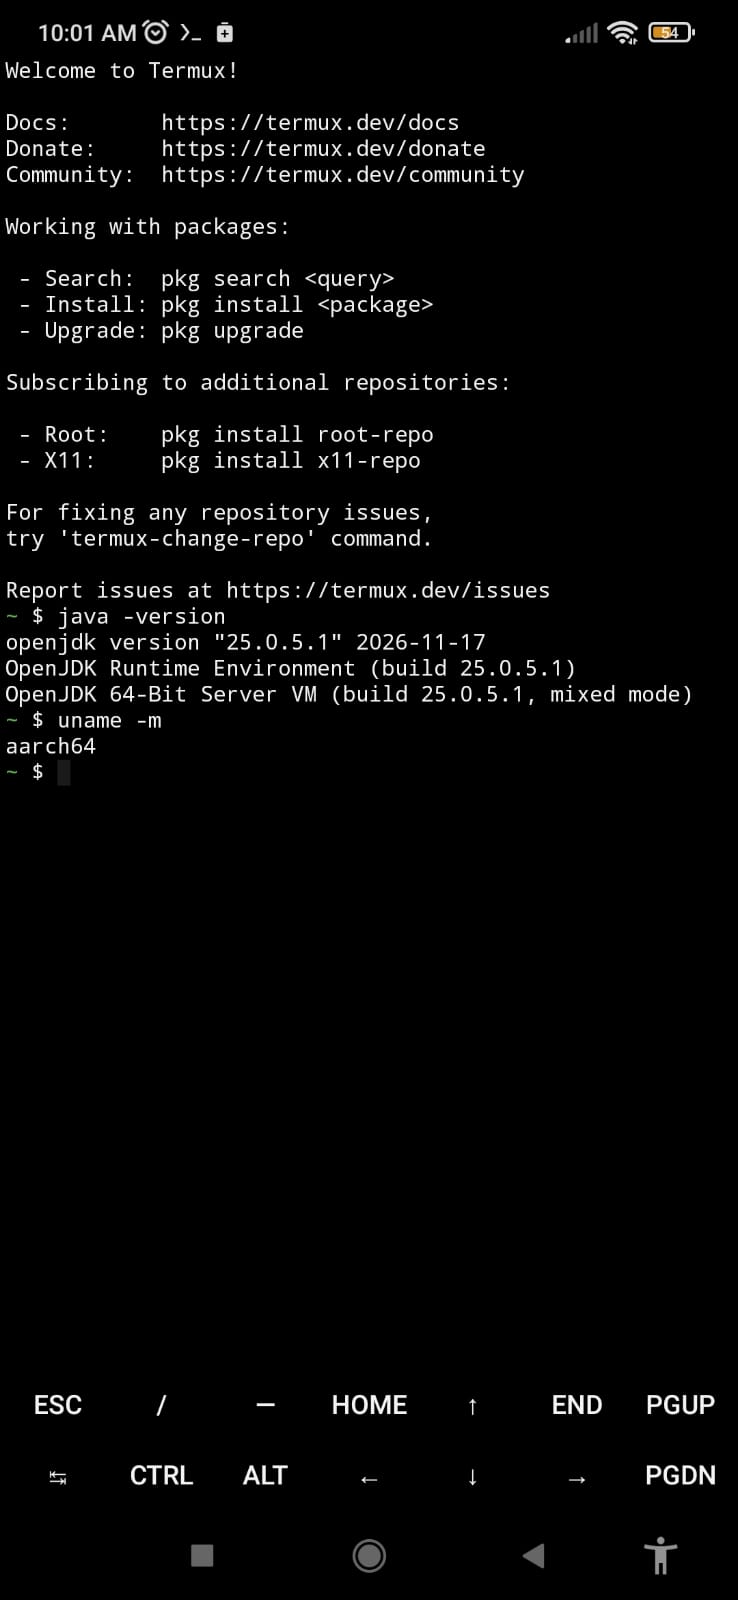 10:01 AM 54
Welcome to Termux!
Docs: https://termux.dev/docs
Donate: https://termux.dev/donate
Community: https://termux.dev/community
Working with packages:
- Search: pkg search <query>
- Install: pkg install <package>
- Upgrade: pkg upgrade
Subscribing to additional repositories:
- Root: pkg install root-repo
- X11: pkg install x11-repo
For fixing any repository issues,
try 'termux-change-repo' command.
Report issues at https://termux.dev/issues
~ $ java -version
openjdk version "25.0.5.1" 2026-11-17
OpenJDK Runtime Environment (build 25.0.5.1)
OpenJDK 64-Bit Server VM (build 25.0.5.1, mixed mode)
~ $ uname -m
aarch64
~ $
ESC / — HOME ↑ END PGUP
↹ CTRL ALT ← ↓ → PGDN